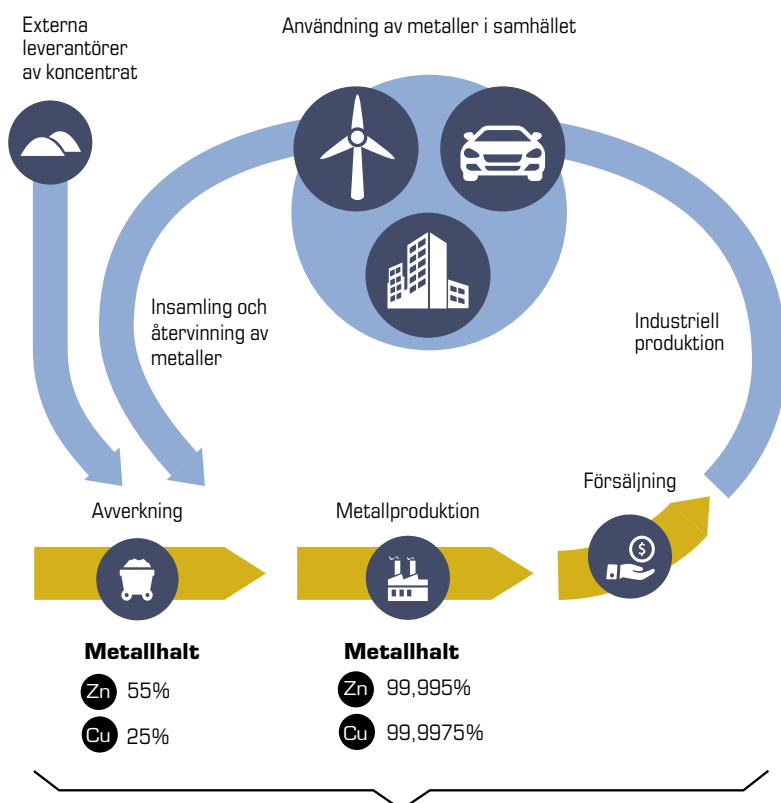 Externa
leverantörer
av koncentrat
Användning av metaller i samhället
Insamling och
återvinning av
metaller
Industriell
produktion
Avverkning
Metallproduktion
Försäljning
$
Metallhalt
Zn 55%
Cu 25%
Metallhalt
Zn 99,995%
Cu 99,9975%